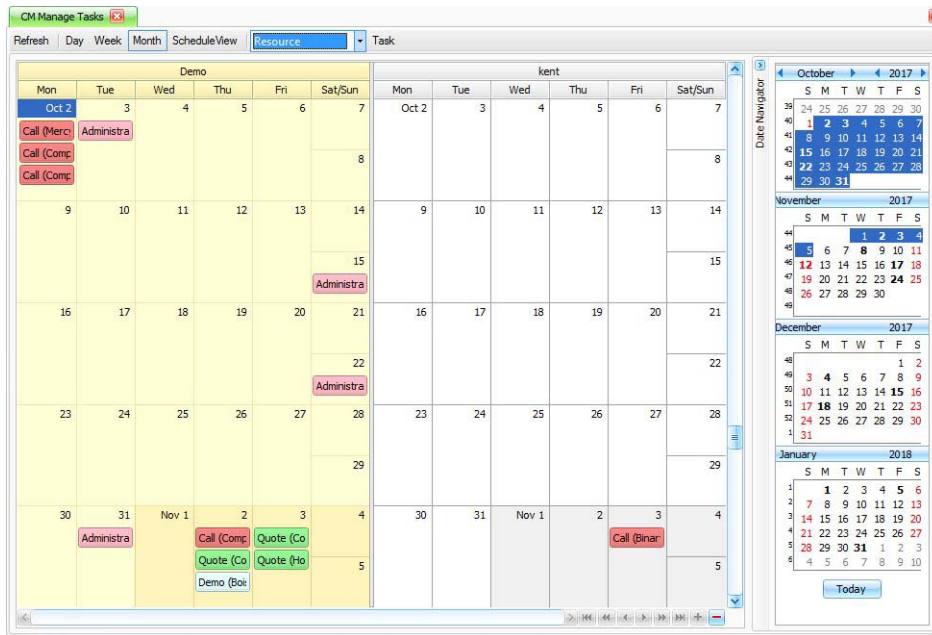 CM Manage Tasks
Refresh Day Week Month ScheduleView Resource Task
Demo kent
Mon Tue Wed Thu Fri Sat/Sun Mon Tue Wed Thu Fri Sat/Sun
Oct 2 3 4 5 6 7 Oct 2 3 4 5 6 7
Call (Merc Administra
Call (Comp
8 8
Call (Comp
9 10 11 12 13 14 9 10 11 12 13 14
15 15
Administra
16 17 18 19 20 21 16 17 18 19 20 21
22 22
Administra
23 24 25 26 27 28 23 24 25 26 27 28
29 29
30 31 Nov 1 2 3 4 30 31 Nov 1 2 3 4
Administra Call (Comp Quote (Co Call (Binar
Quote (Co Quote (Ho
5 5
Demo (Bois
Date Navigator
October 2017
S M T W T F S
39 24 25 26 27 28 29 30
40 1 2 3 4 5 6 7
41 8 9 10 11 12 13 14
42 15 16 17 18 19 20 21
43 22 23 24 25 26 27 28
44 29 30 31
November 2017
S M T W T F S
44 1 2 3 4
45 5 6 7 8 9 10 11
46 12 13 14 15 16 17 18
47 19 20 21 22 23 24 25
48 26 27 28 29 30
49
December 2017
S M T W T F S
48 1 2
49 3 4 5 6 7 8 9
50 10 11 12 13 14 15 16
51 17 18 19 20 21 22 23
52 24 25 26 27 28 29 30
1 31
January 2018
S M T W T F S
1 1 2 3 4 5 6
2 7 8 9 10 11 12 13
3 14 15 16 17 18 19 20
4 21 22 23 24 25 26 27
5 28 29 30 31 1 2 3
6 4 5 6 7 8 9 10
Today